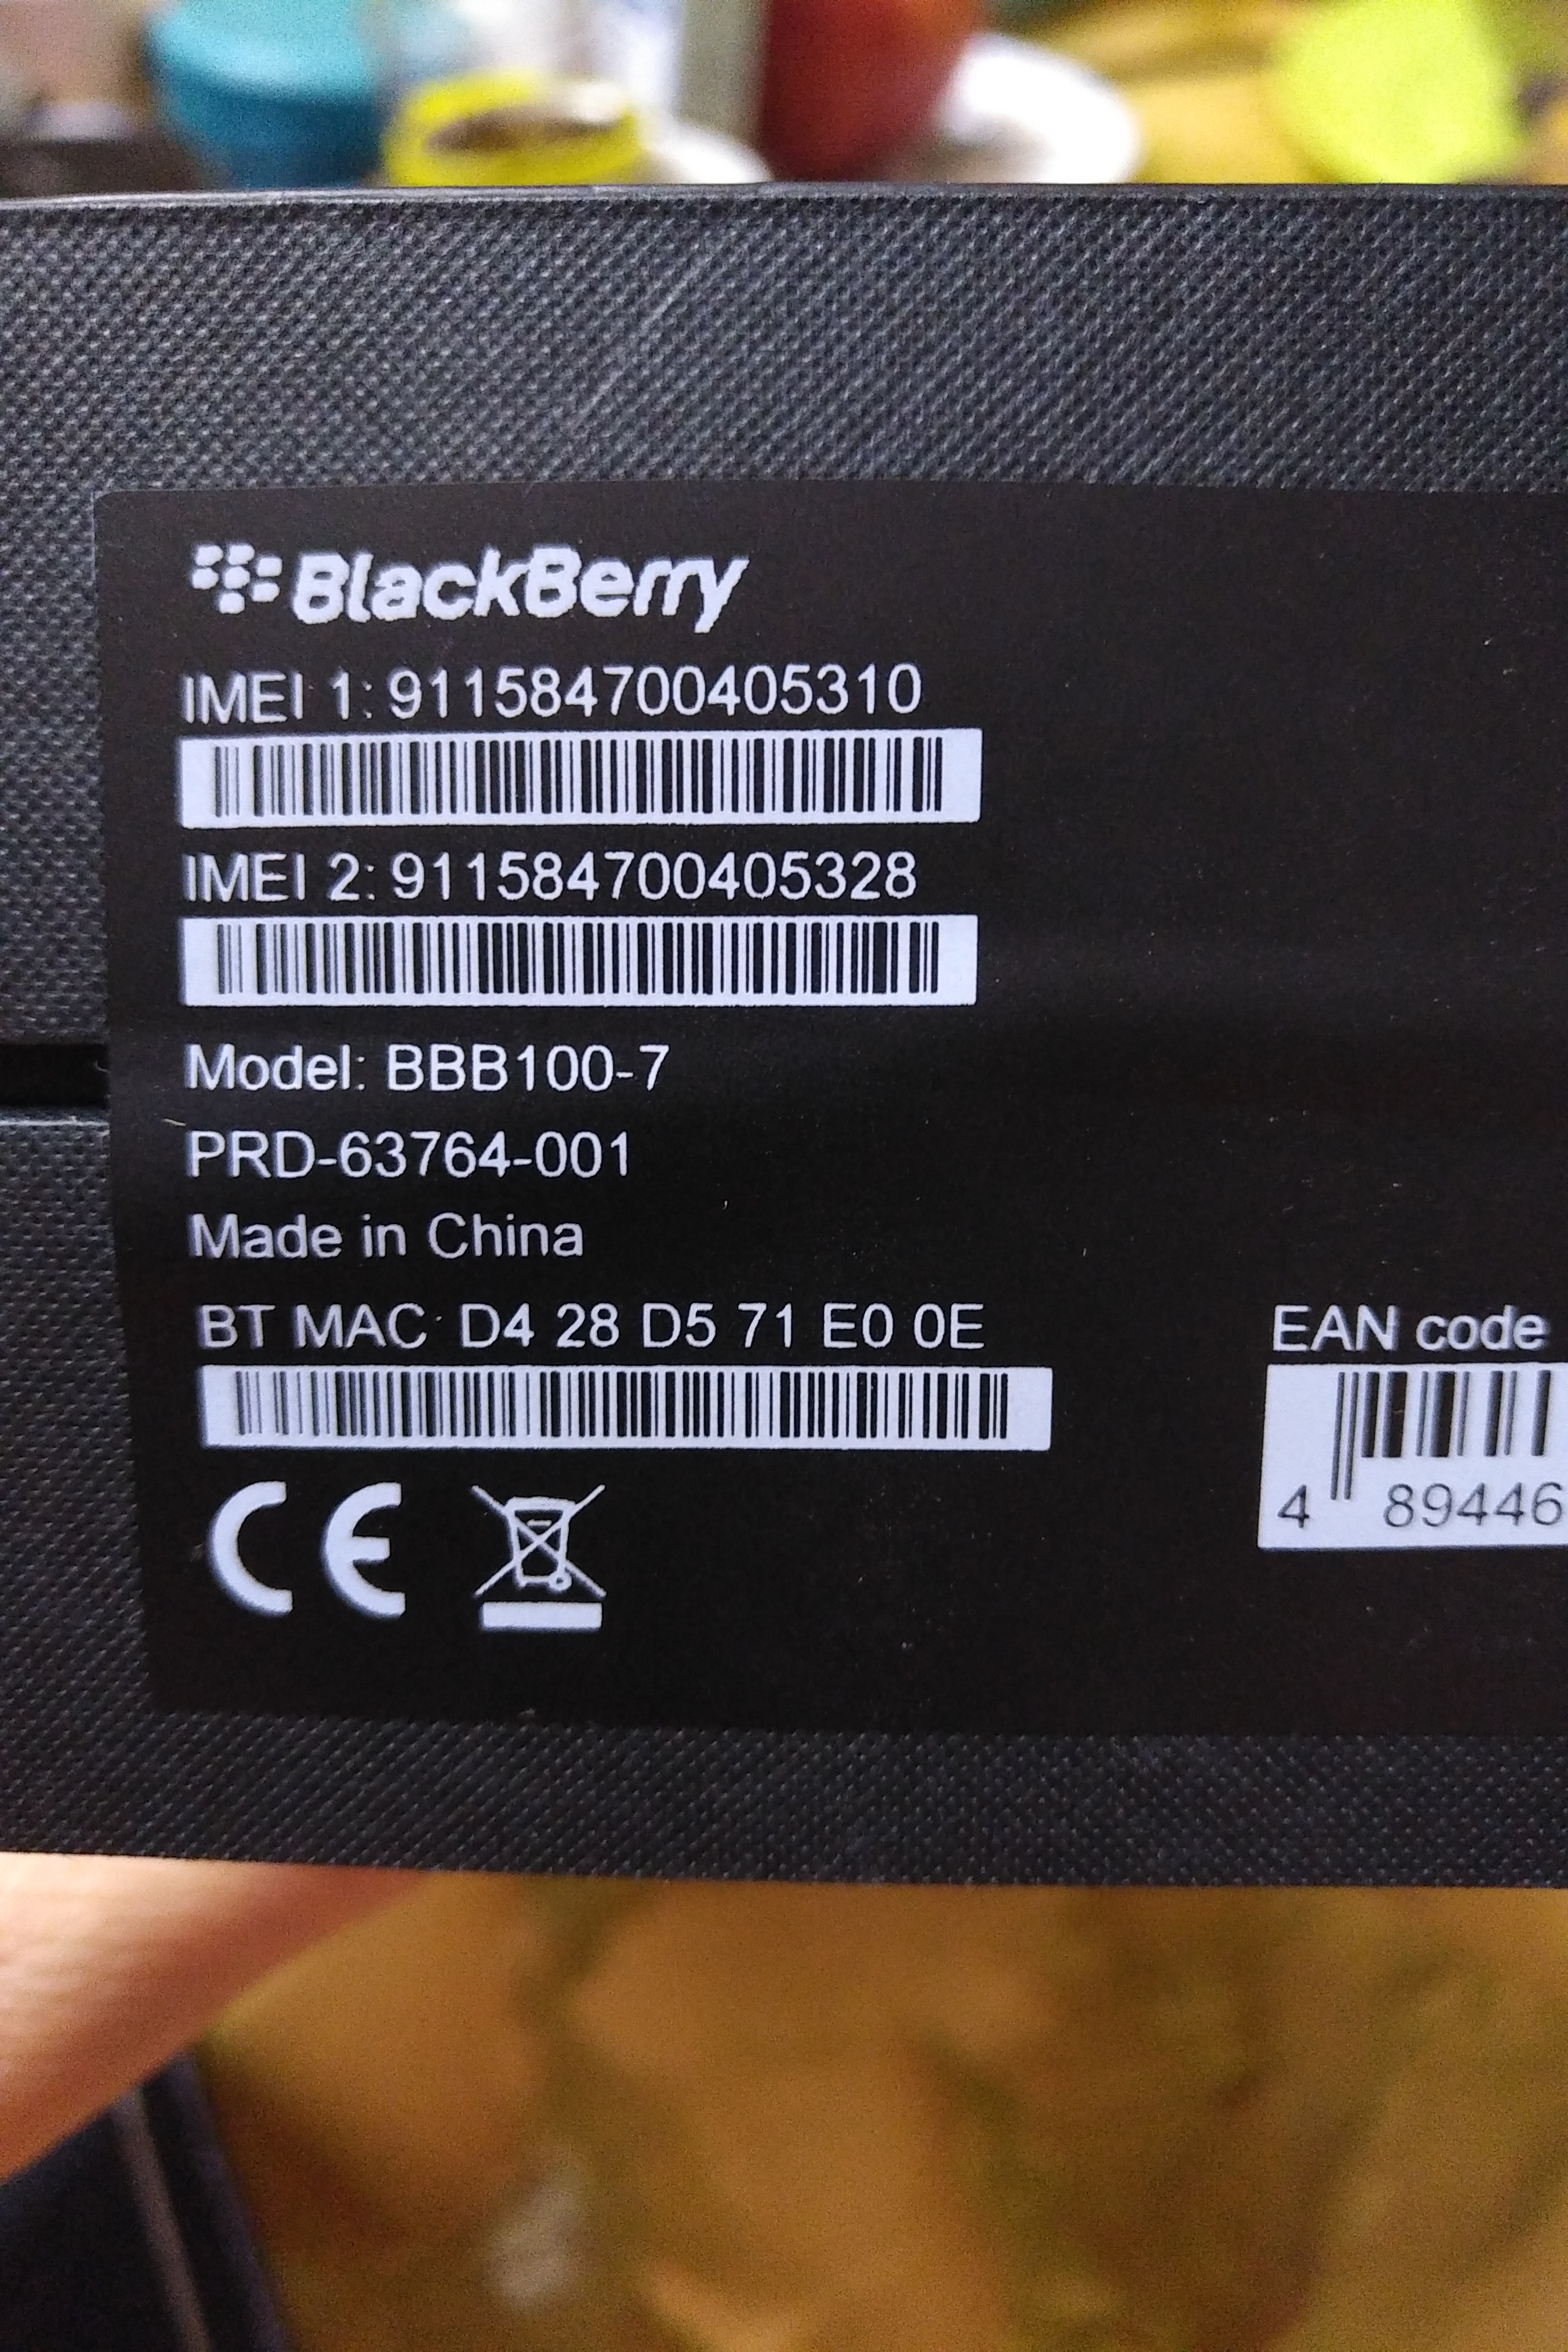 BlackBerry
IMEI 1: 911584700405310
IMEI 2: 911584700405328
Model: BBB100-7
PRD-63764-001
Made in China
BT MAC: D4 28 D5 71 E0 0E
EAN code
4 89446
CE